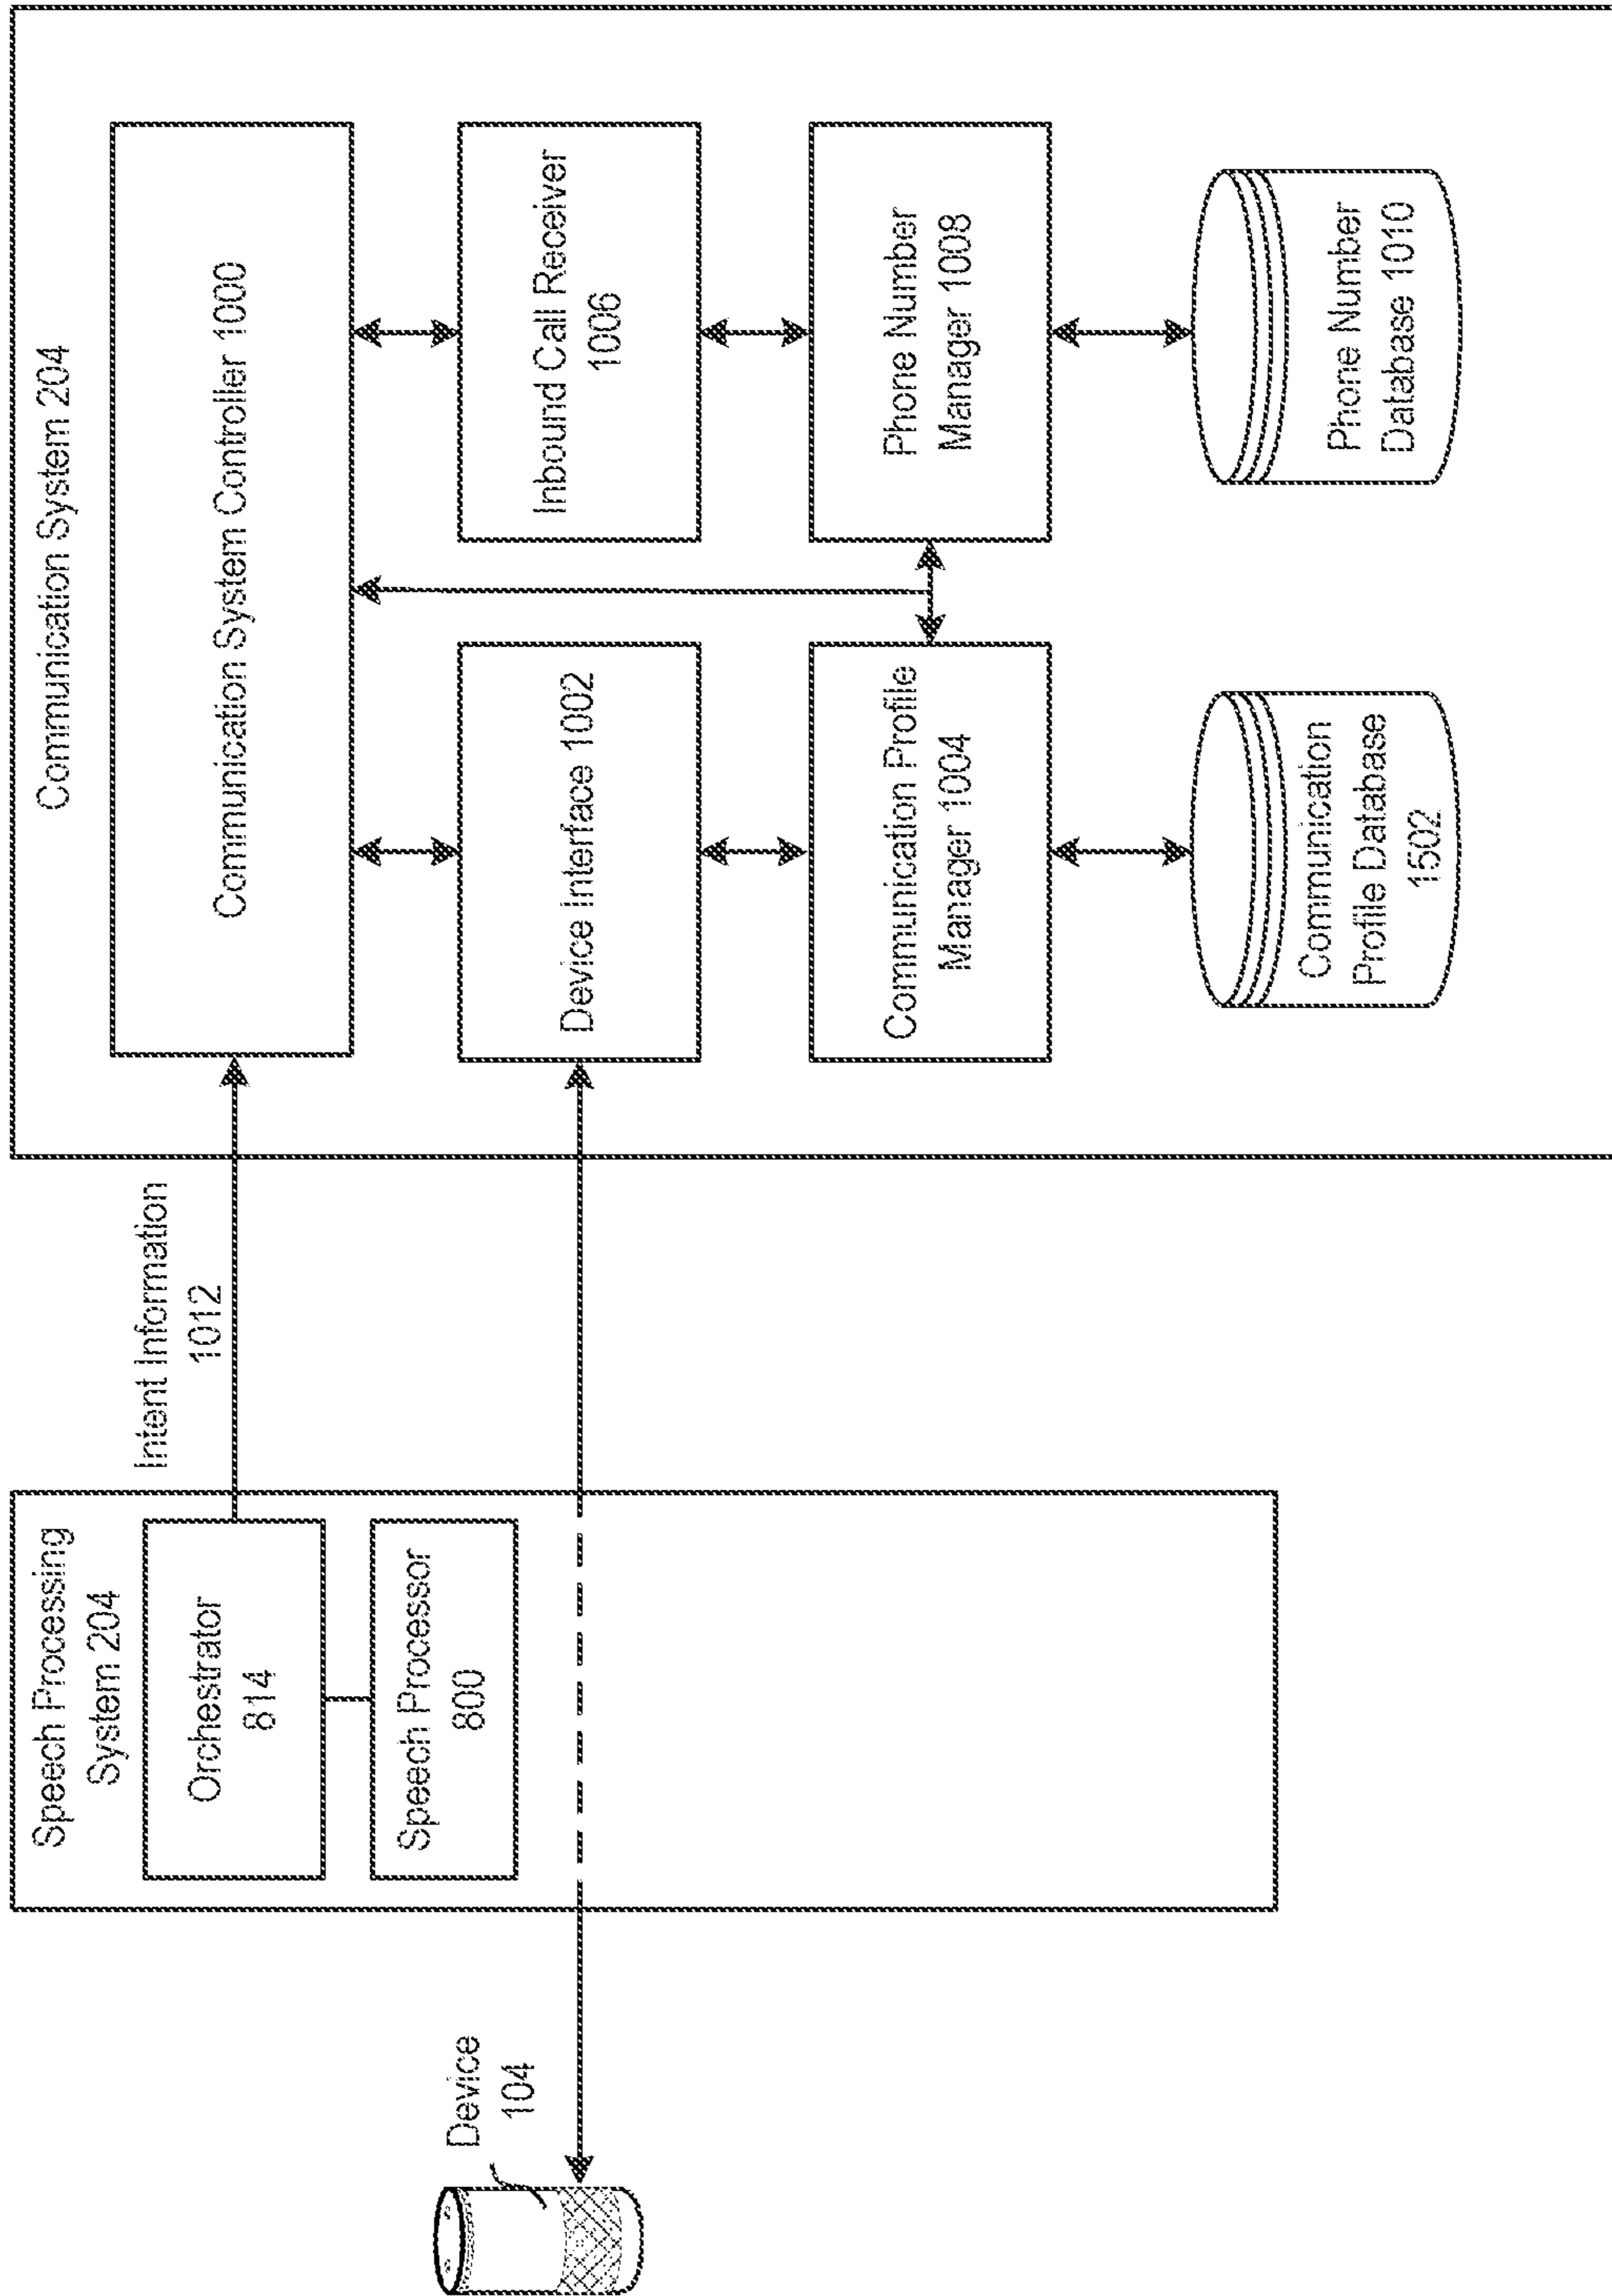 Device
104
Speech Processing
System 204
Orchestrator
814
Speech Processor
800
Intent Information
1012
Communication System 204
Communication System Controller 1000
Device Interface 1002
Inbound Call Receiver
1006
Communication Profile
Manager 1004
Phone Number
Manager 1008
Communication
Profile Database
1502
Phone Number
Database 1010